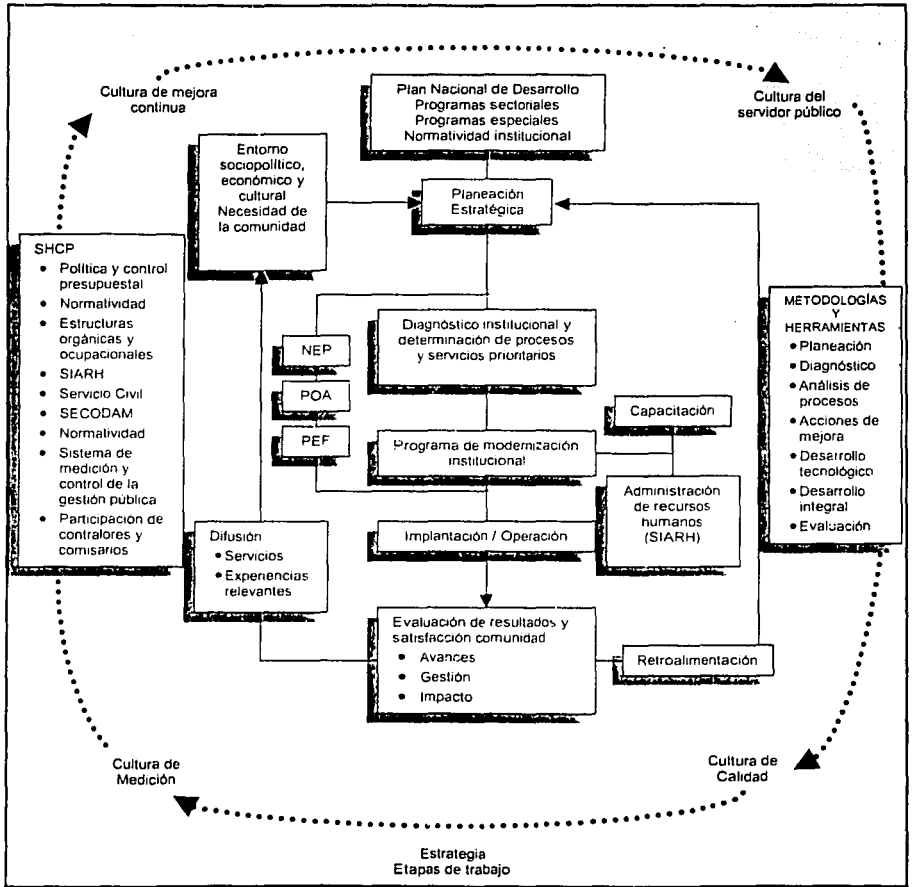 Cultura de mejora
continua
Plan Nacional de Desarrollo
Programas sectoriales
Programas especiales
Normatividad institucional
Cultura del
servidor público
Entorno
sociopolítico,
económico y
cultural
Necesidad de
la comunidad
Planeación
Estratégica
SHCP
• Política y control
presupuestal
• Normatividad
• Estructuras
orgánicas y
ocupacionales
• SIARH
• Servicio Civil
• SECODAM
• Normatividad
• Sistema de
medición y
control de la
gestión pública
• Participación de
contralores y
comisarios
NEP
POA
PEF
Diagnóstico institucional y
determinación de procesos
y servicios prioritarios
Programa de modernización
institucional
Capacitación
Administración
de recursos
humanos
(SIARH)
METODOLOGÍAS
Y
HERRAMIENTAS
• Planeación
• Diagnóstico
• Análisis de
procesos
• Acciones de
mejora
• Desarrollo
tecnológico
• Desarrollo
integral
• Evaluación
Difusión
• Servicios
• Experiencias
relevantes
Implantación / Operación
Evaluación de resultados y
satisfacción comunidad
• Avances
• Gestión
• Impacto
Retroalimentación
Cultura de
Medición
Cultura de
Calidad
Estrategia
Etapas de trabajo